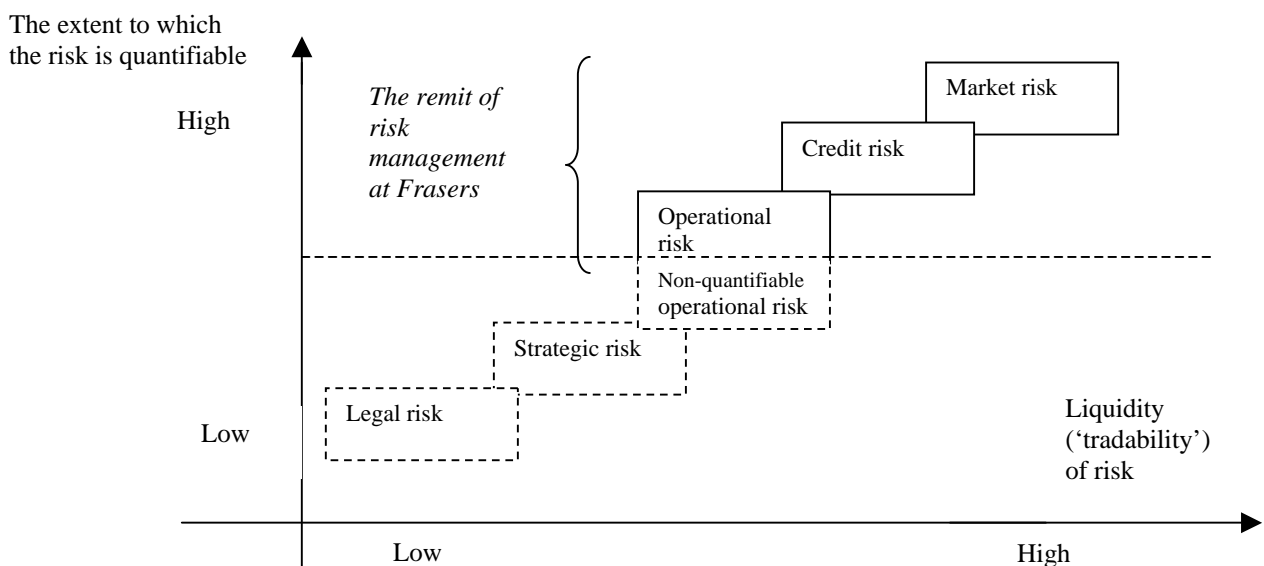 The extent to which
the risk is quantifiable
High
The remit of
risk
management
at Frasers
Market risk
Credit risk
Operational
risk
Non-quantifiable
operational risk
Strategic risk
Legal risk
Low
Liquidity
(‘tradability’)
of risk
Low
High